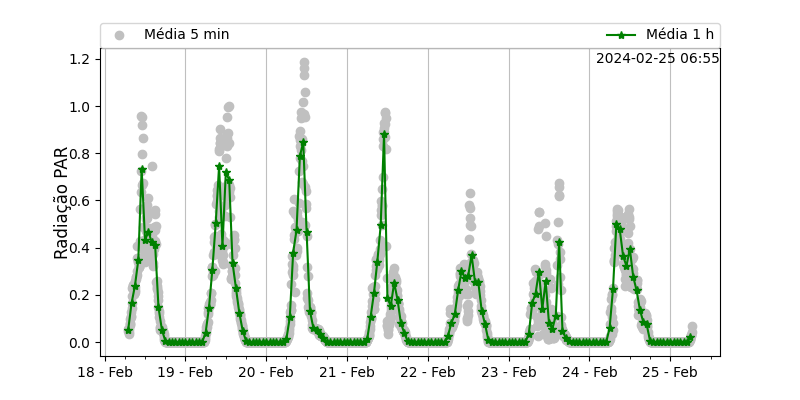 Média 5 min
Média 1 h
2024-02-25 06:55
Radiação PAR
1.2
1.0
0.8
0.6
0.4
0.2
0.0
18 - Feb
19 - Feb
20 - Feb
21 - Feb
22 - Feb
23 - Feb
24 - Feb
25 - Feb